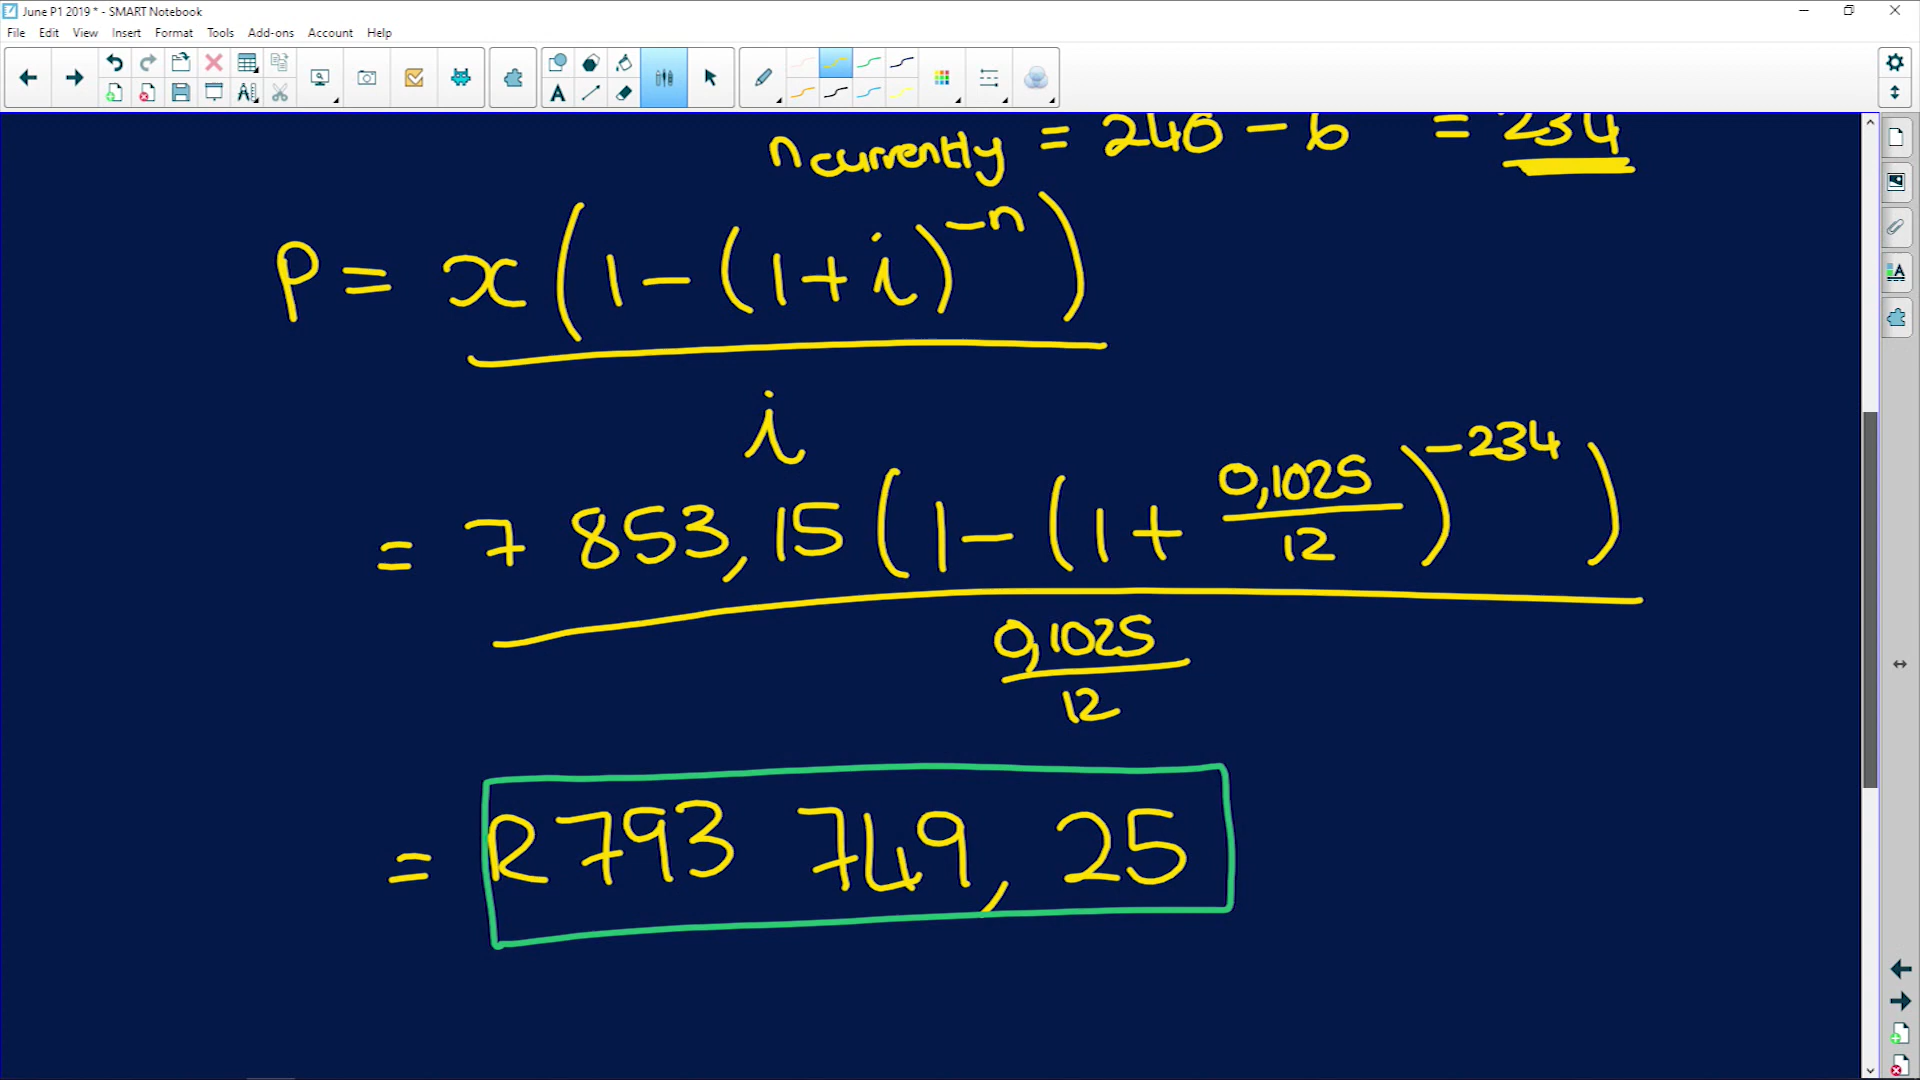 June P1 2019 * - SMART Notebook
File Edit View Insert Format Tools Add-ons Account Help
n currently = 240 - 6 = 234
P = x(1-(1+i)^-n)
i
= 7 853,15(1-(1+0,1025/12)^-234)
0,1025
12
= R793 749,25